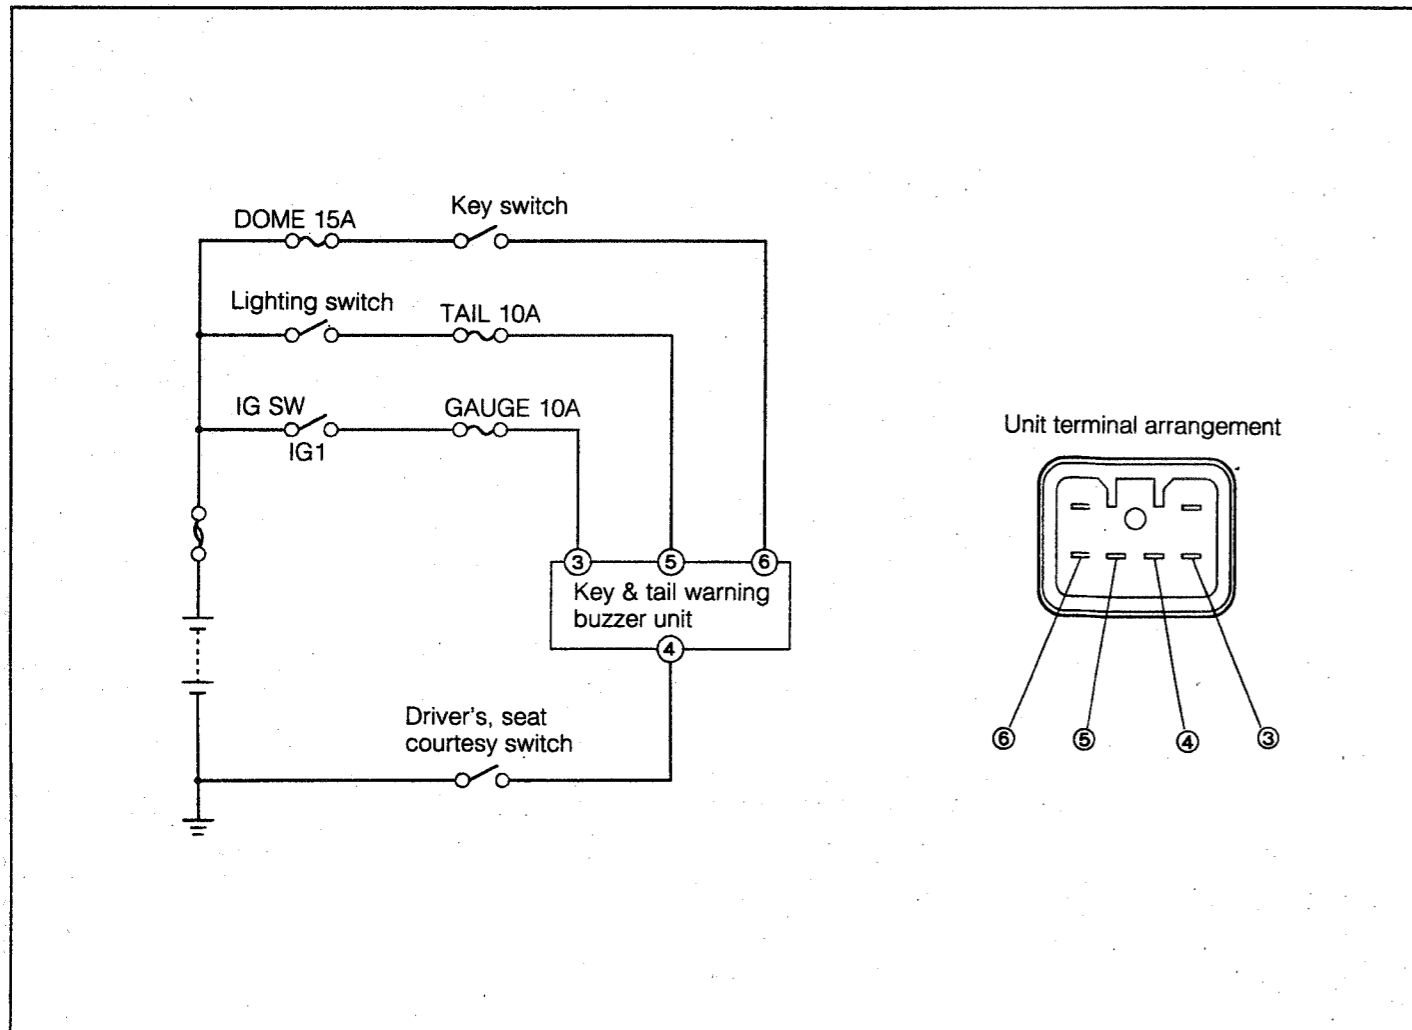 DOME 15A
Key switch
Lighting switch
TAIL 10A
IG SW
IG1
GAUGE 10A
3
5
6
Key & tail warning
buzzer unit
4
Driver's, seat
courtesy switch
Unit terminal arrangement
6
5
4
3